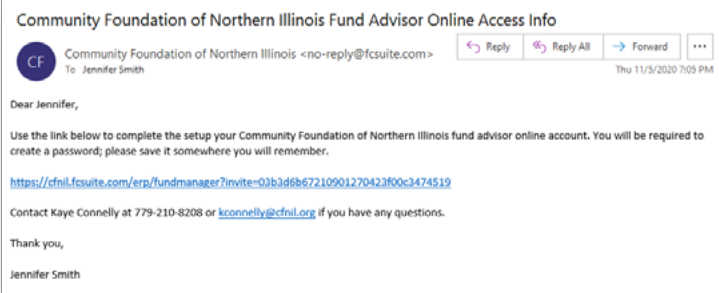 Community Foundation of Northern Illinois Fund Advisor Online Access Info
CF
Community Foundation of Northern Illinois <no-reply@fcsuite.com>
To Jennifer Smith
Reply
Reply All
Forward
...
Thu 11/5/2020 7:05 PM
Dear Jennifer,
Use the link below to complete the setup your Community Foundation of Northern Illinois fund advisor online account. You will be required to
create a password; please save it somewhere you will remember.
https://cfnil.fcsuite.com/erp/fundmanager?invite=03b3d6b67210901270423f00c3474519
Contact Kaye Connelly at 779-210-8208 or kconnelly@cfnil.org if you have any questions.
Thank you,
Jennifer Smith